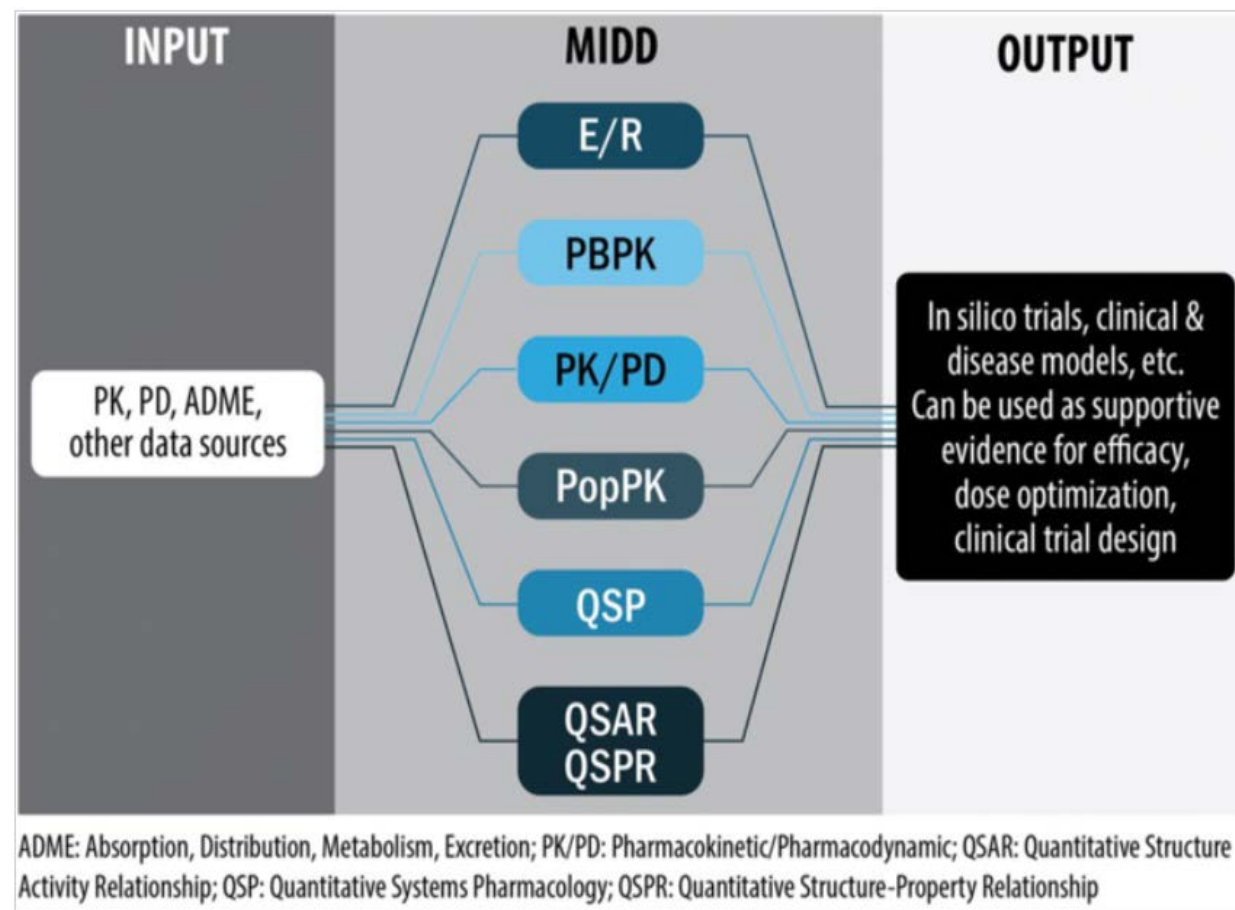 INPUT
MIDD
OUTPUT
E/R
PBPK
PK/PD
PopPK
QSP
QSAR
QSPR
PK, PD, ADME,
other data sources
In silico trials, clinical &
disease models, etc.
Can be used as supportive
evidence for efficacy,
dose optimization,
clinical trial design
ADME: Absorption, Distribution, Metabolism, Excretion; PK/PD: Pharmacokinetic/Pharmacodynamic; QSAR: Quantitative Structure
Activity Relationship; QSP: Quantitative Systems Pharmacology; QSPR: Quantitative Structure-Property Relationship